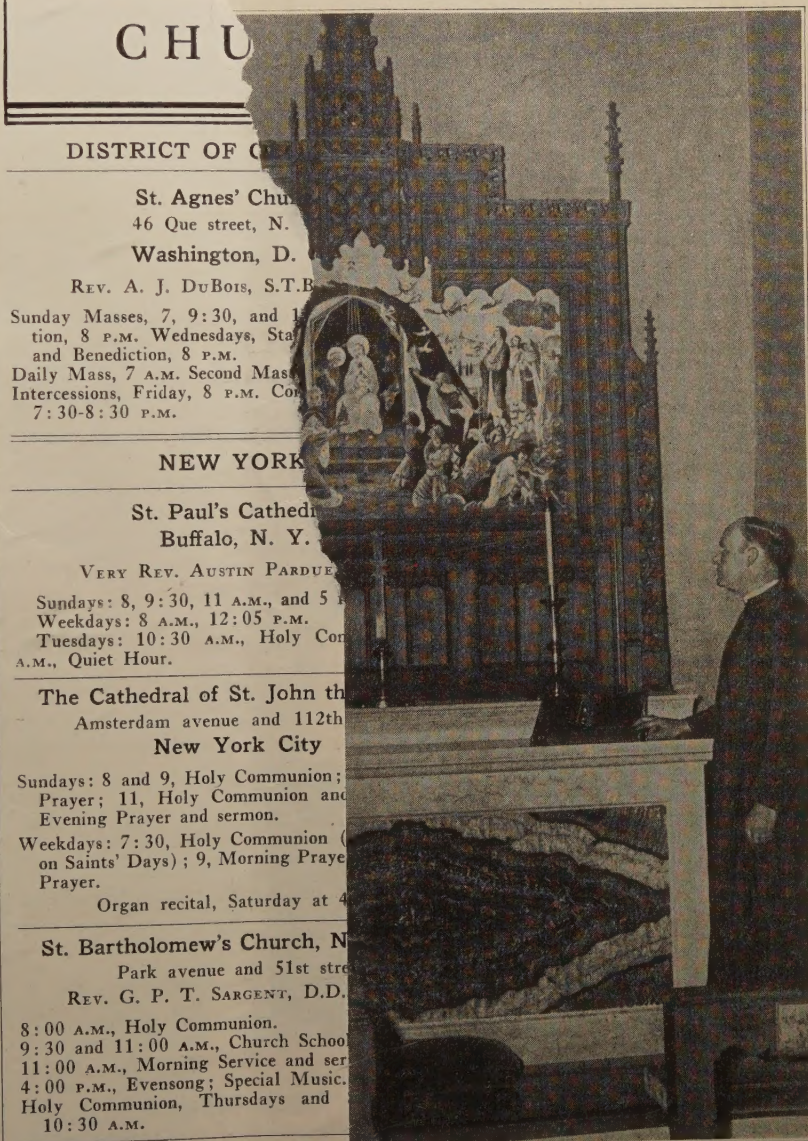 CHU
DISTRICT OF
St. Agnes' Chu
46 Que street, N.
Washington, D.
REV. A. J. DUBOIS, S.T.B
Sunday Masses, 7, 9:30, and 1
tion, 8 P.M. Wednesdays, Sta
and Benediction, 8 P.M.
Daily Mass, 7 A.M. Second Mas
Intercessions, Friday, 8 P.M. Co
7:30-8:30 P.M.
NEW YORK
St. Paul's Cathed
Buffalo, N. Y.
VERY REV. AUSTIN PARDUE,
Sundays: 8, 9:30, 11 A.M., and 5
Weekdays: 8 A.M., 12:05 P.M.
Tuesdays: 10:30 A.M., Holy Com
A.M., Quiet Hour.
The Cathedral of St. John th
Amsterdam avenue and 112th
New York City
Sundays: 8 and 9, Holy Communion;
Prayer; 11, Holy Communion and
Evening Prayer and sermon.
Weekdays: 7:30, Holy Communion (
on Saints' Days); 9, Morning Praye
Prayer.
Organ recital, Saturday at 4
St. Bartholomew's Church, N
Park avenue and 51st stre
REV. G. P. T. SARGENT, D.D.
8:00 A.M., Holy Communion.
9:30 and 11:00 A.M., Church School
11:00 A.M., Morning Service and ser
4:00 P.M., Evensong; Special Music.
Holy Communion, Thursdays and
10:30 A.M.